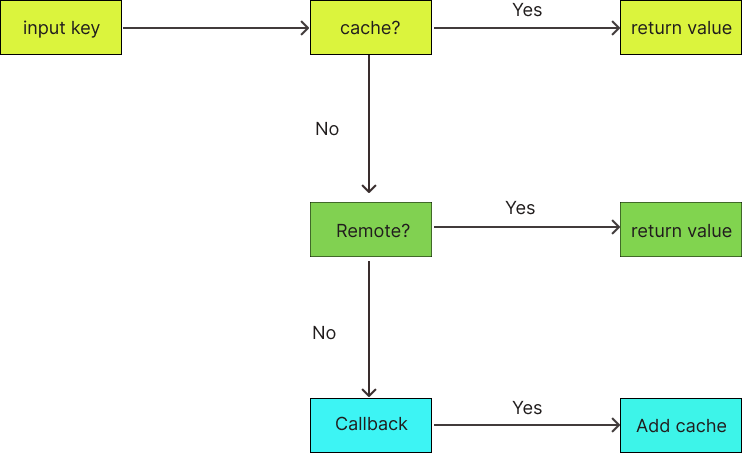 input key
cache?
Yes
return value
No
Remote?
Yes
return value
No
Callback
Yes
Add cache